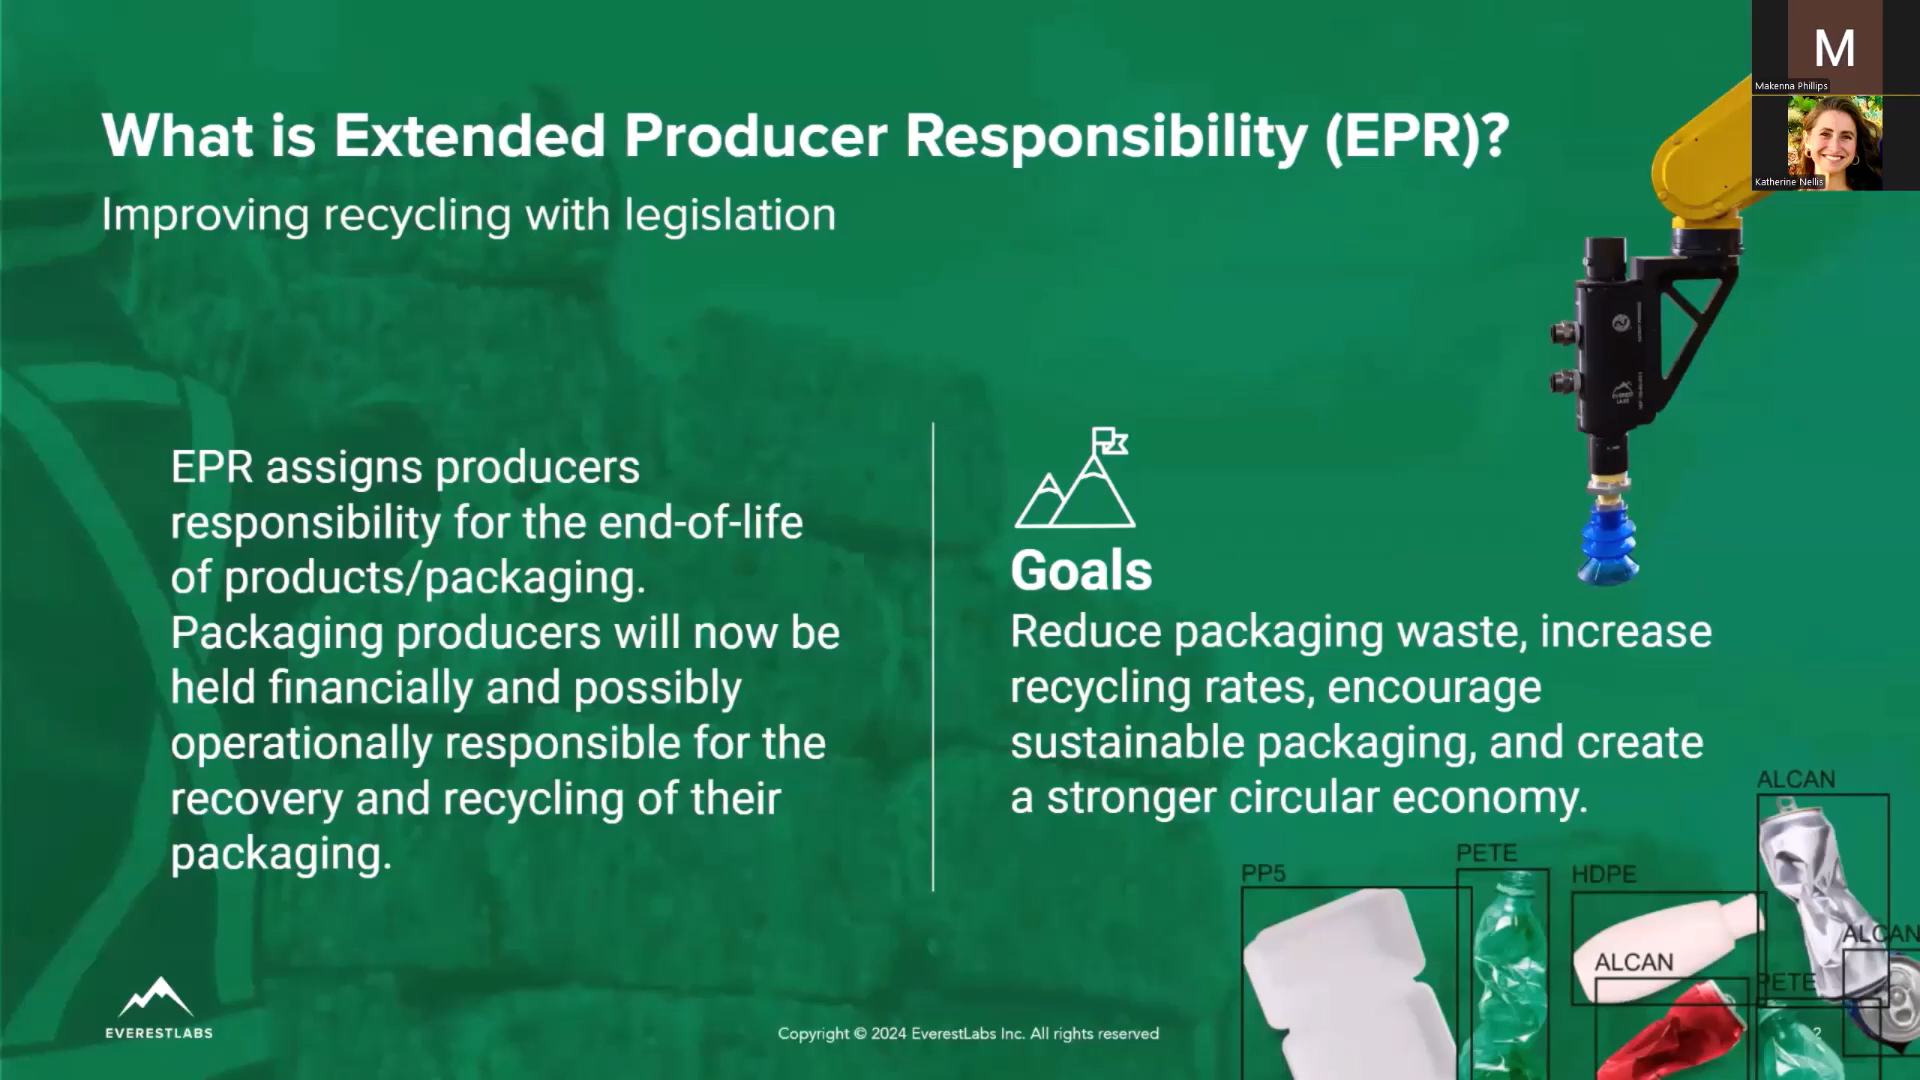 M
Makenna Phillips
Katherine Nellis
What is Extended Producer Responsibility (EPR)?
Improving recycling with legislation
EPR assigns producers
responsibility for the end-of-life
of products/packaging.
Packaging producers will now be
held financially and possibly
operationally responsible for the
recovery and recycling of their
packaging.
Goals
Reduce packaging waste, increase
recycling rates, encourage
sustainable packaging, and create
a stronger circular economy.
ALCAN
PP5
PETE
HDPE
ALCAN
ALCAN
PETE
EVERESTLABS
Copyright © 2024 EverestLabs Inc. All rights reserved
2